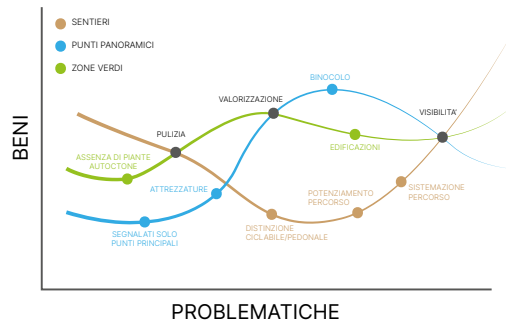 SENTIERI
PUNTI PANORAMICI
ZONE VERDI
BINOCOLO
VALORIZZAZIONE
VISIBILITA'
BENI
PULIZIA
EDIFICAZIONI
ASSENZA DI PIANTE
AUTOCTONE
ATTREZZATURE
POTENZIAMENTO
PERCORSO
SISTEMAZIONE
PERCORSO
SEGNALATI SOLO
PUNTI PRINCIPALI
DISTINZIONE
CICLABILE/PEDONALE
PROBLEMATICHE